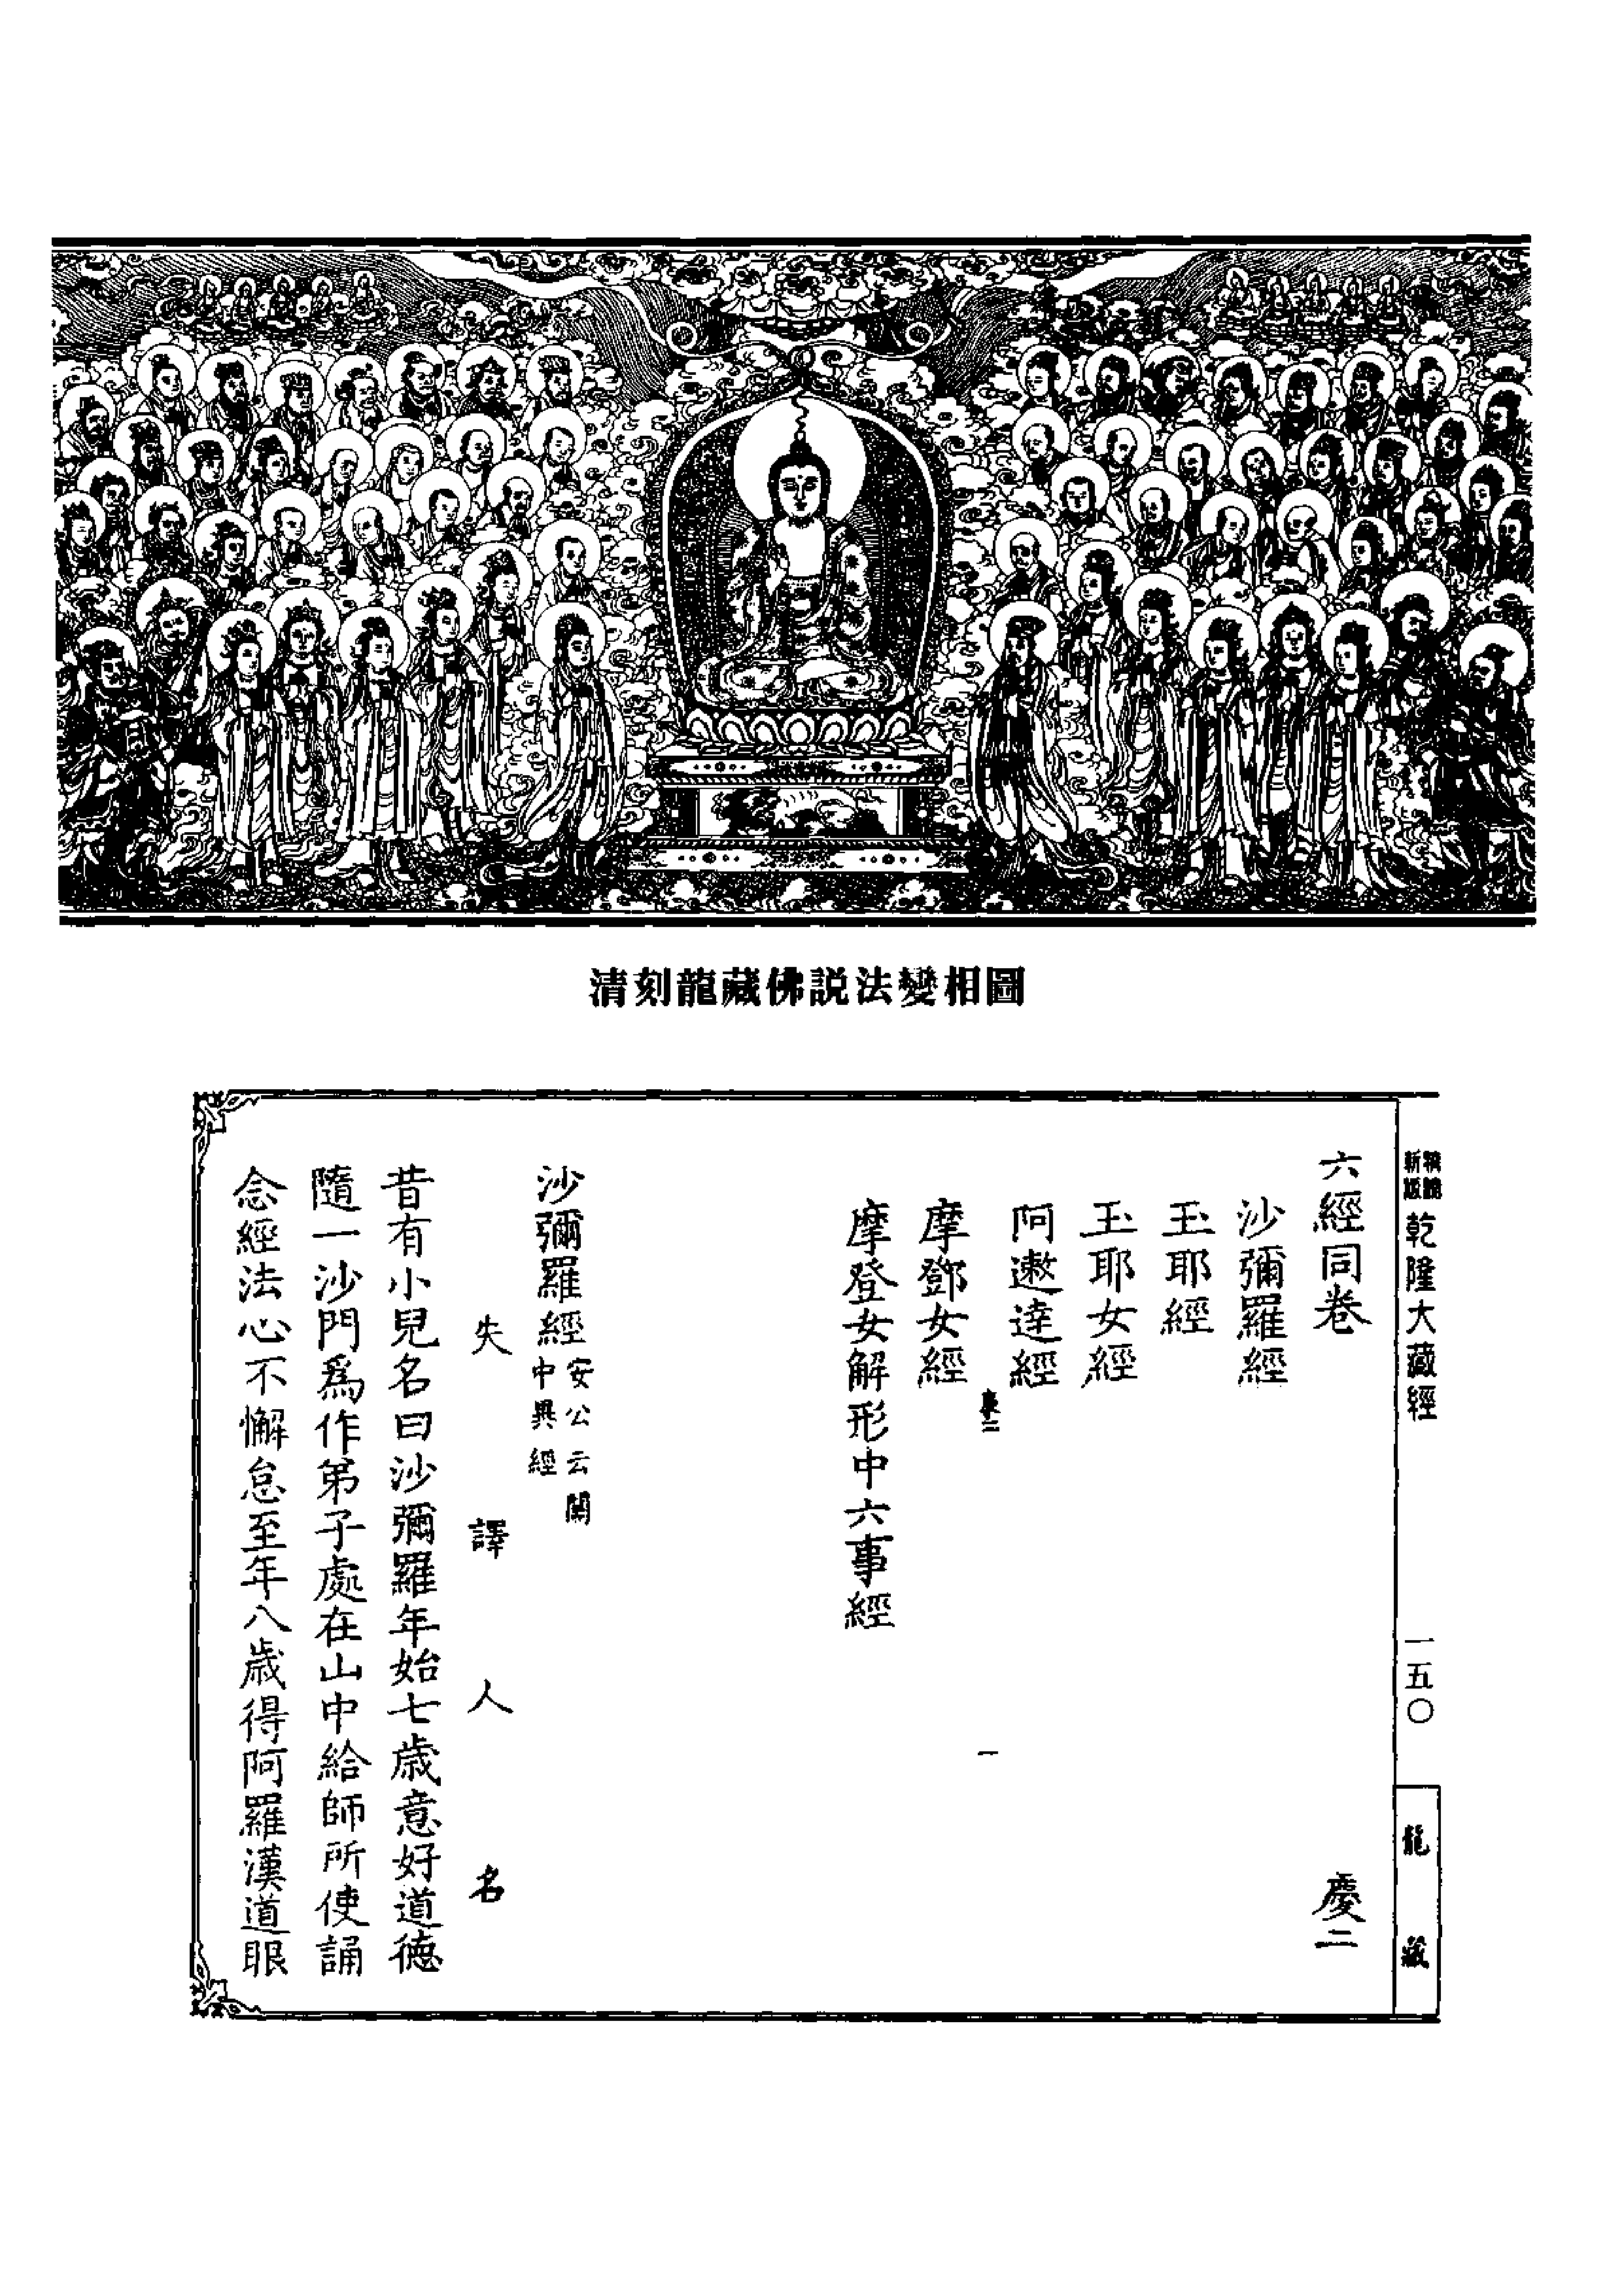 清刻龍藏佛説法變相圖
乾隆大藏經
一五〇
龍藏
六經同卷
慶二
沙彌羅經
玉耶經
玉耶女經
阿遬達經
慶二
一
摩鄧女經
摩登女解形中六事經
沙彌羅經
安公云關
中異經
失譯人名
昔有小兒名曰沙彌羅年始七歲意好道德
隨一沙門爲作弟子處在山中給師所使誦
念經法心不懈怠至年八歲得阿羅漢道眼